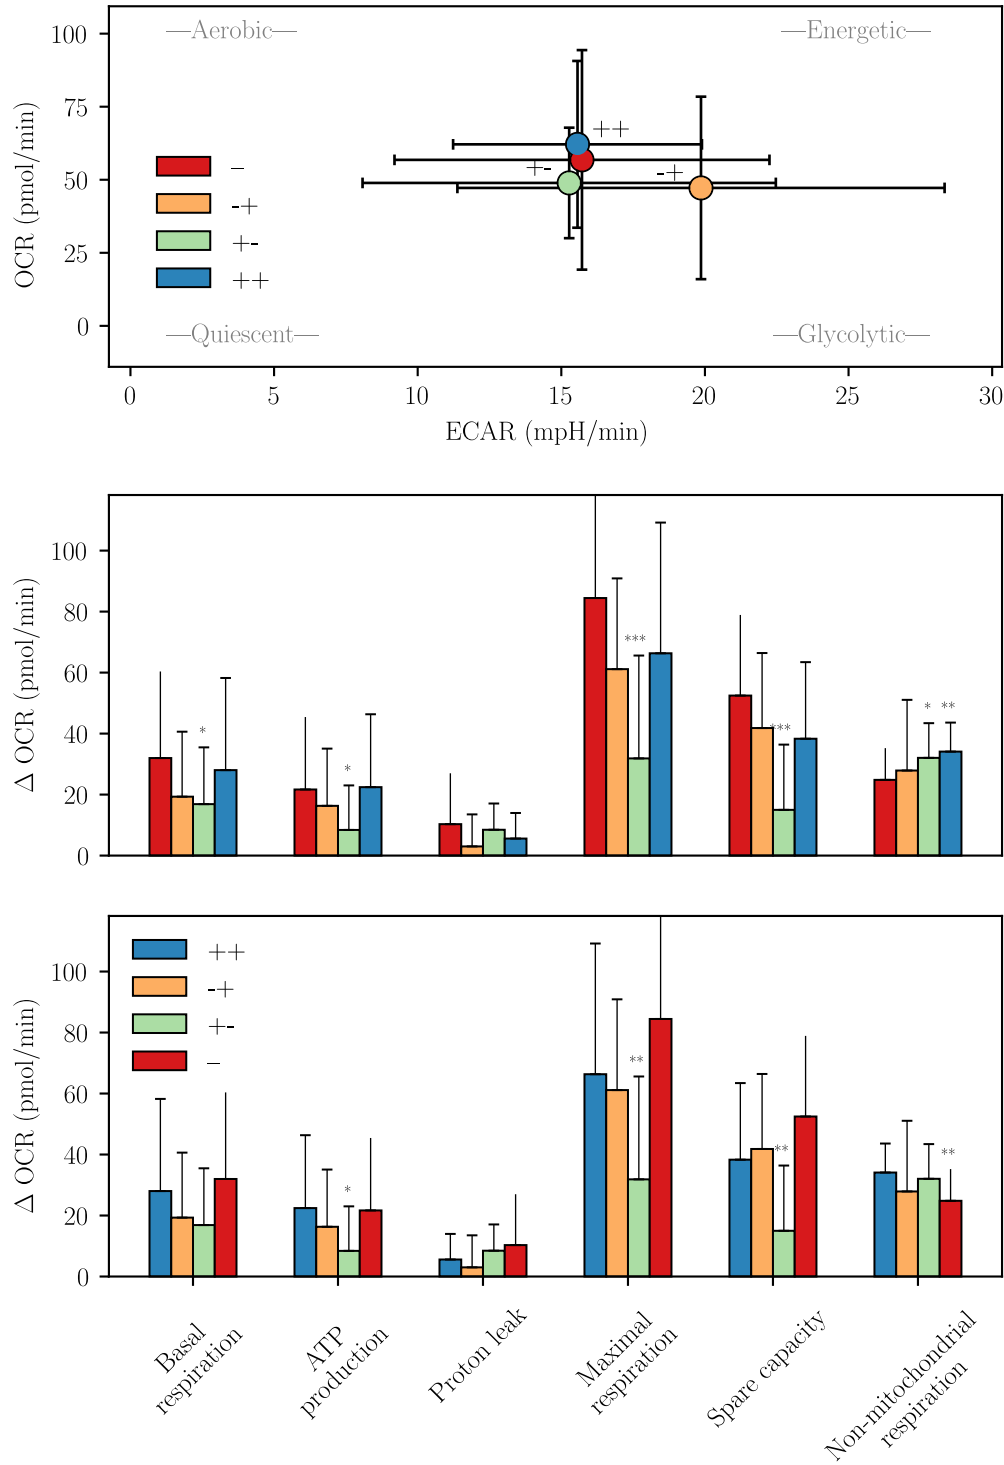 —Aerobic—
—Energetic—
100
75
50
25
0
OCR (pmol/min)
++
+-
-+
–
-+
+-
++
—Quiescent—
—Glycolytic—
0 5 10 15 20 25 30
ECAR (mpH/min)
Δ OCR (pmol/min)
100
80
60
40
20
0
*
*
***
***
*
**
Δ OCR (pmol/min)
100
80
60
40
20
0
++
-+
+-
–
*
**
**
**
Basal
respiration
ATP
production
Proton leak
Maximal
respiration
Spare capacity
Non-mitochondrial
respiration